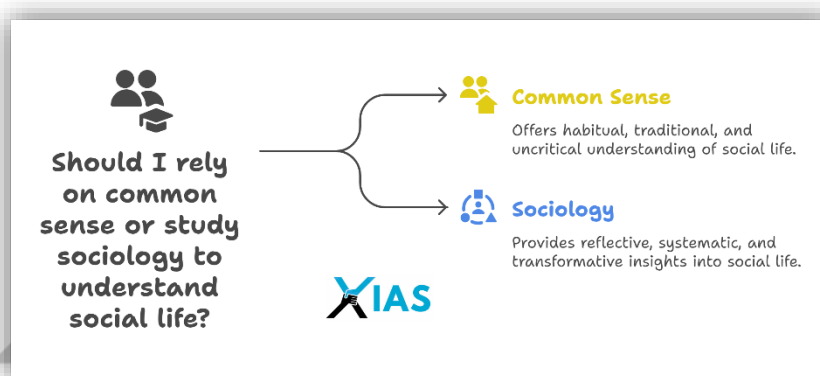 Should I rely
on common
sense or study
sociology to
understand
social life?
Common Sense
Offers habitual, traditional, and
uncritical understanding of social life.
Sociology
Provides reflective, systematic, and
transformative insights into social life.
XIAS